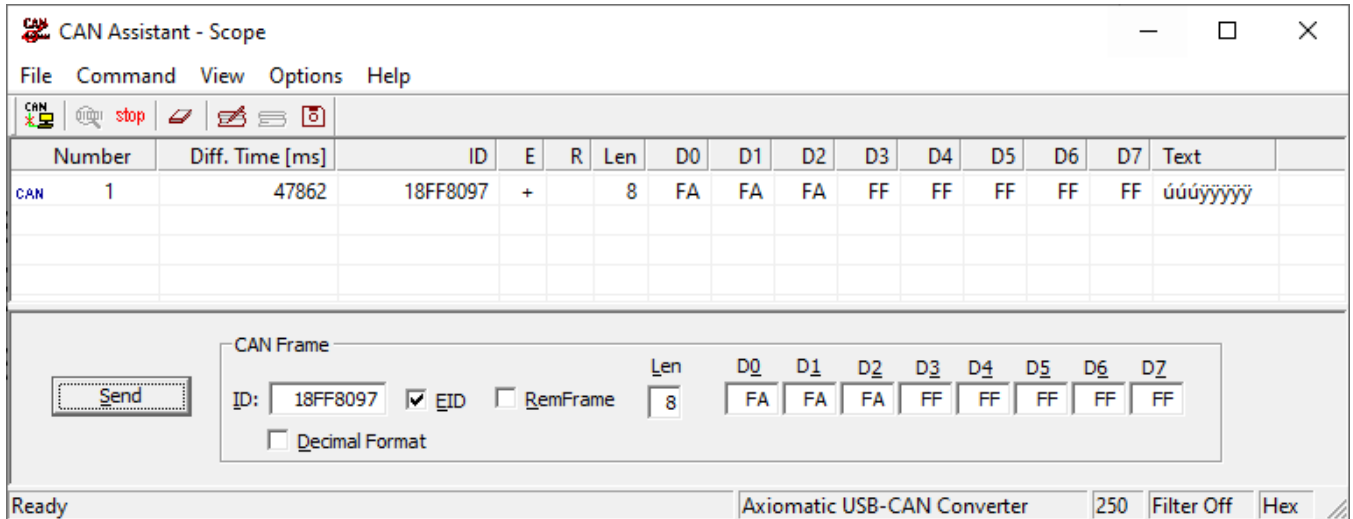 CAN Assistant - Scope
File Command View Options Help
CAN stop
Number Diff. Time [ms] ID E R Len D0 D1 D2 D3 D4 D5 D6 D7 Text
CAN 1 47862 18FF8097 + 8 FA FA FA FF FF FF FF FF úúúÿÿÿÿÿ
CAN Frame
Len D0 D1 D2 D3 D4 D5 D6 D7
Send ID: 18FF8097 EID RemFrame 8 FA FA FA FF FF FF FF FF
Decimal Format
Ready Axiomatic USB-CAN Converter 250 Filter Off Hex